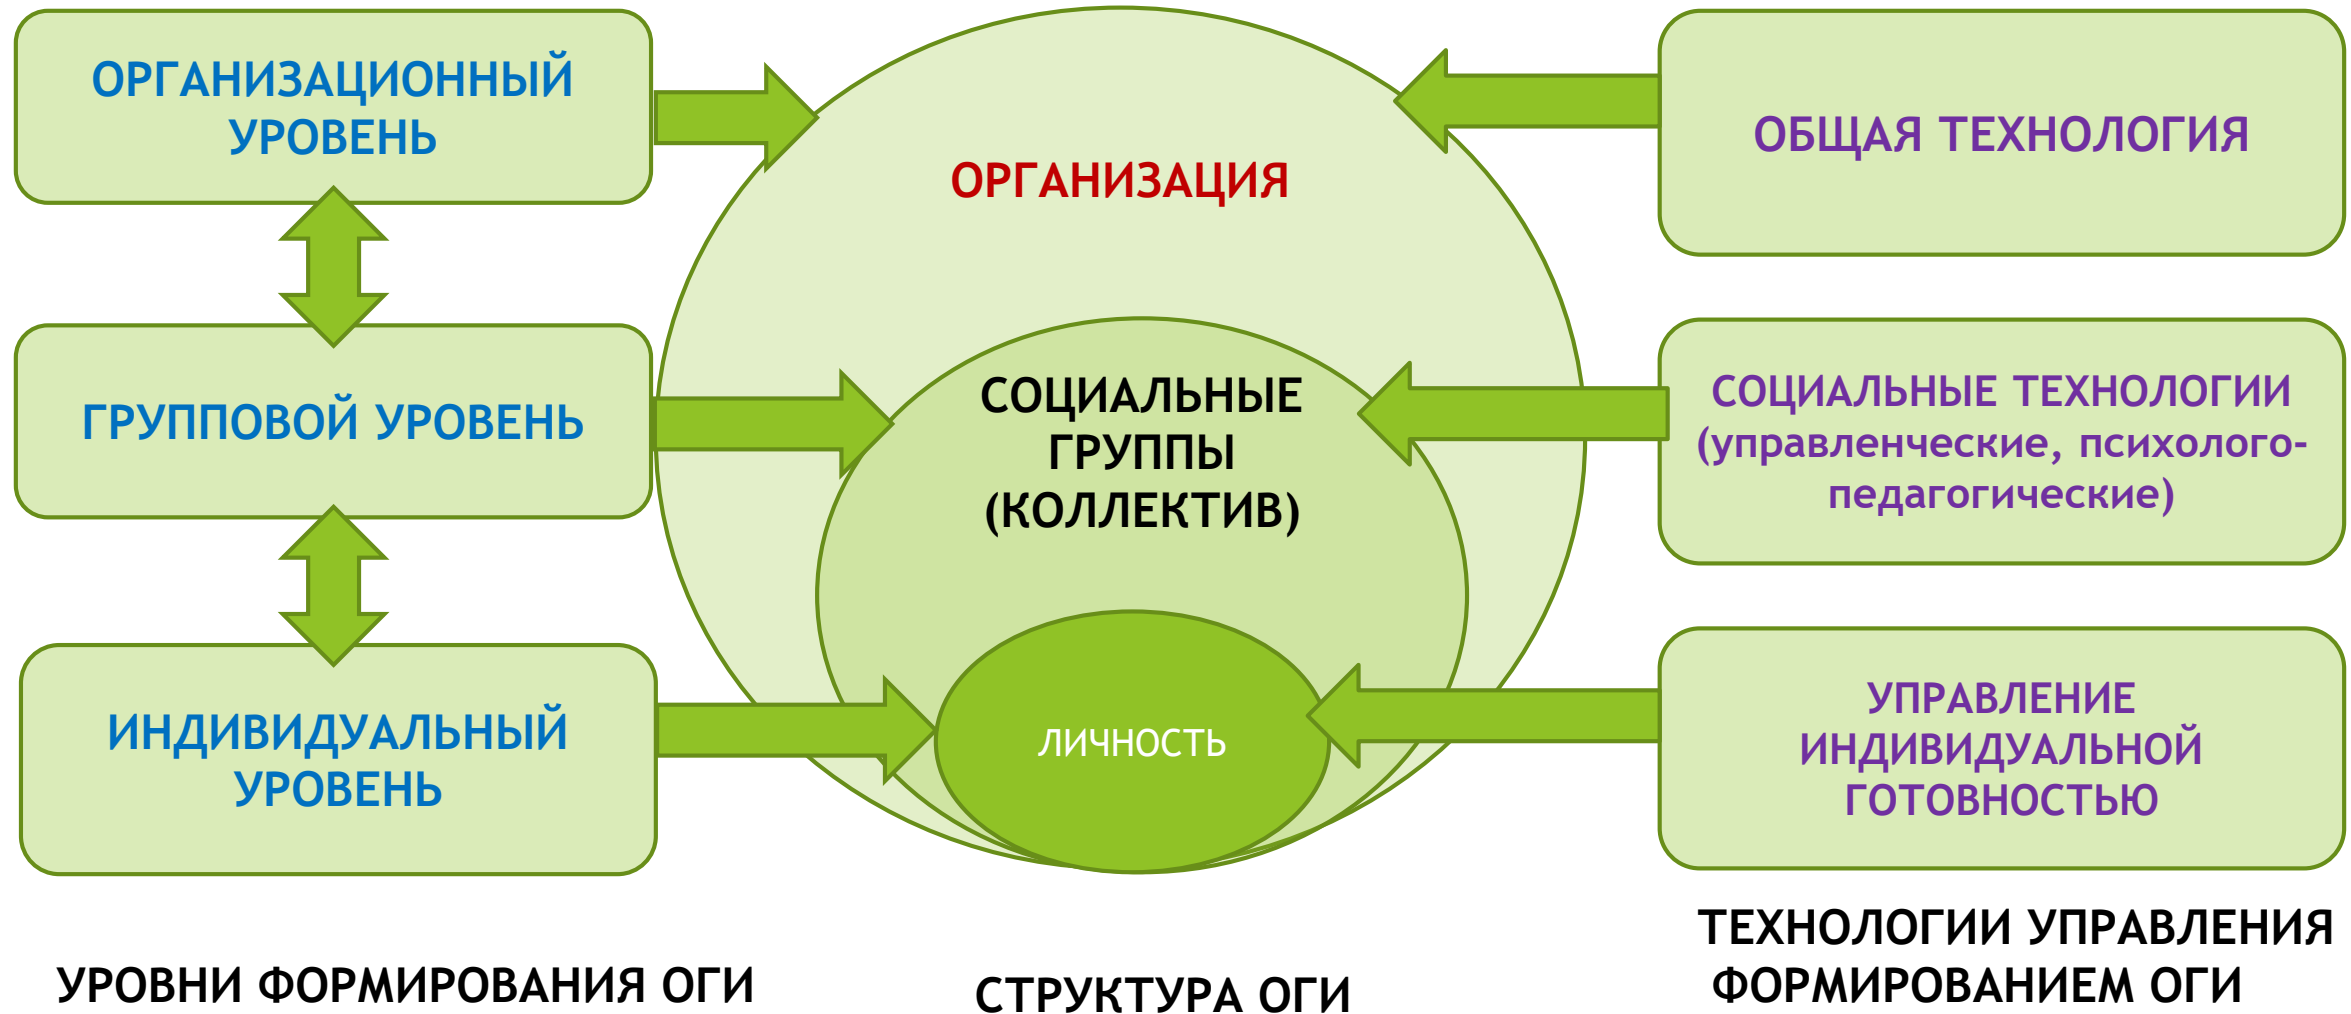 ОРГАНИЗАЦИОННЫЙ
УРОВЕНЬ
ГРУППОВОЙ УРОВЕНЬ
ИНДИВИДУАЛЬНЫЙ
УРОВЕНЬ
УРОВНИ ФОРМИРОВАНИЯ ОГИ
ОРГАНИЗАЦИЯ
СОЦИАЛЬНЫЕ
ГРУППЫ
(КОЛЛЕКТИВ)
ЛИЧНОСТЬ
СТРУКТУРА ОГИ
ОБЩАЯ ТЕХНОЛОГИЯ
СОЦИАЛЬНЫЕ ТЕХНОЛОГИИ
(управленческие, психолого-
педагогические)
УПРАВЛЕНИЕ
ИНДИВИДУАЛЬНОЙ
ГОТОВНОСТЬЮ
ТЕХНОЛОГИИ УПРАВЛЕНИЯ
ФОРМИРОВАНИЕМ ОГИ